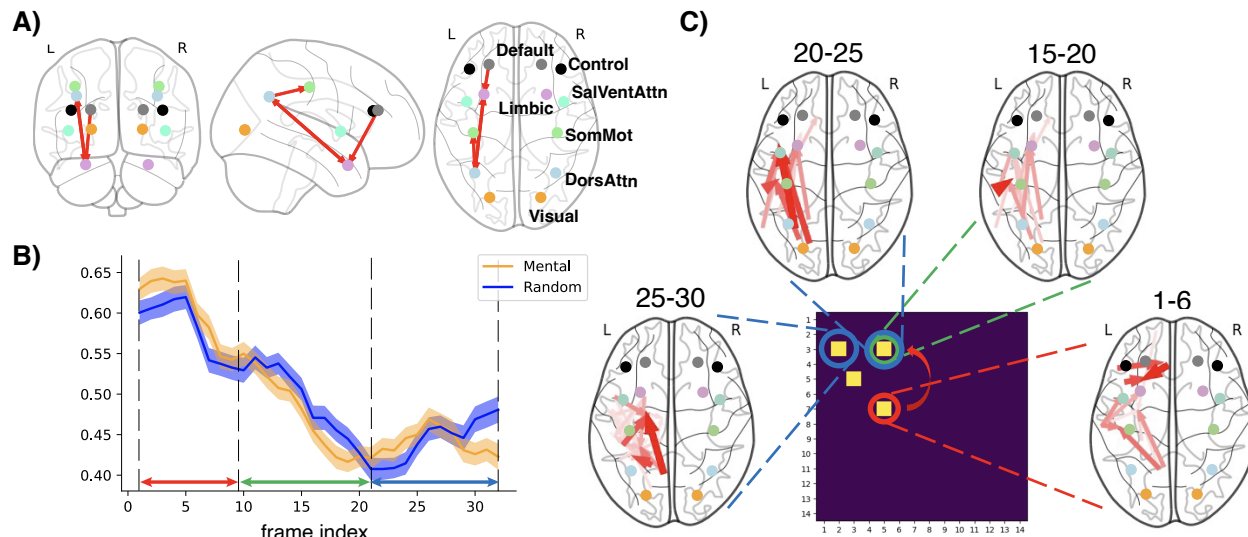 A)
L
R
L
R
Default
Control
SalVentAttn
Limbic
SomMot
DorsAttn
Visual
B)
0.65
0.60
0.55
0.50
0.45
0.40
0
5
10
15
20
25
30
frame index
Mental
Random
C)
20-25
L
R
15-20
L
R
25-30
L
R
1-6
L
R
1
2
3
4
5
6
7
8
9
10
11
12
13
14
1 2 3 4 5 6 7 8 9 10 11 12 13 14